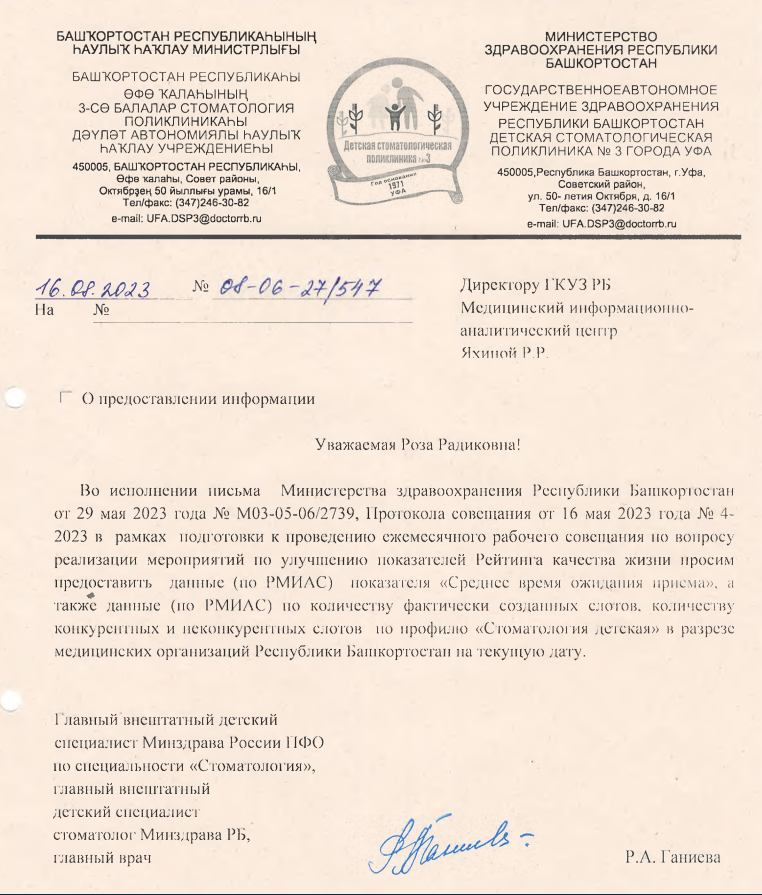 БАШҠОРТОСТАН РЕСПУБЛИКАҺЫНЫҢ
ҺАУЛЫҠ ҺАҠЛАУ МИНИСТРЛЫҒЫ
БАШҠОРТОСТАН РЕСПУБЛИКАҺЫ
ӨФӨ ҠАЛАҺЫНЫҢ
3-СӨ БАЛАЛАР СТОМАТОЛОГИЯ
ПОЛИКЛИНИКАҺЫ
ДӘҮЛӘТ АВТОНОМИЯЛЫ ҺАУЛЫҠ
ҺАҠЛАУ УЧРЕЖДЕНИЕҺЫ
450005, БАШҠОРТОСТАН РЕСПУБЛИКАҺЫ,
Өфө ҡалаһы, Совет районы,
Октябрҙең 50 йыллығы урамы, 16/1
Тел/факс: (347)246-30-82
e-mail: UFA.DSP3@doctorrb.ru
Детская стоматологическая
поликлиника №3
Год основания
1971
УФА
МИНИСТЕРСТВО
ЗДРАВООХРАНЕНИЯ РЕСПУБЛИКИ
БАШКОРТОСТАН
ГОСУДАРСТВЕННОЕАВТОНОМНОЕ
УЧРЕЖДЕНИЕ ЗДРАВООХРАНЕНИЯ
РЕСПУБЛИКИ БАШКОРТОСТАН
ДЕТСКАЯ СТОМАТОЛОГИЧЕСКАЯ
ПОЛИКЛИНИКА № 3 ГОРОДА УФА
450005,Республика Башкортостан, г.Уфа,
Советский район,
ул. 50- летия Октября, д. 16/1
Тел/факс: (347)246-30-82
e-mail: UFA.DSP3@doctorrb.ru
16.08.2023 № 08-06-27/547
На №
Директору ГКУЗ РБ
Медицинский информационно-
аналитический центр
Яхиной Р.Р.
О предоставлении информации
Уважаемая Роза Радиковна!
Во исполнении письма Министерства здравоохранения Республики Башкортостан
от 29 мая 2023 года № М03-05-06/2739, Протокола совещания от 16 мая 2023 года № 4-
2023 в рамках подготовки к проведению ежемесячного рабочего совещания по вопросу
реализации мероприятий по улучшению показателей Рейтинга качества жизни просим
предоставить данные (по РМИАС) показателя «Среднее время ожидания приема», а
также данные (по РМИАС) по количеству фактически созданных слотов, количеству
конкурентных и неконкурентных слотов по профилю «Стоматология детская» в разрезе
медицинских организаций Республики Башкортостан на текущую дату.
Главный внештатный детский
специалист Минздрава России ПФО
по специальности «Стоматология»,
главный внештатный
детский специалист
стоматолог Минздрава РБ,
главный врач
Р.А. Ганиева